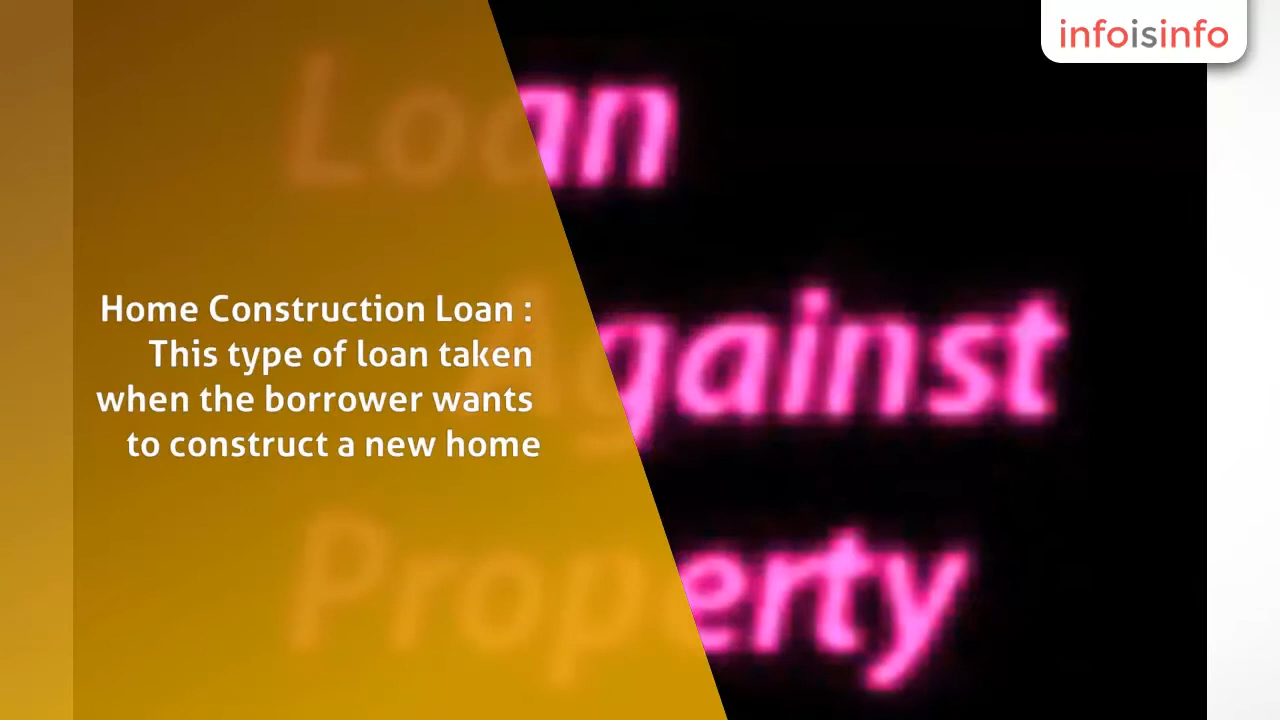 infoisinfo
Loan
Against
Property
Home Construction Loan :
This type of loan taken
when the borrower wants
to construct a new home